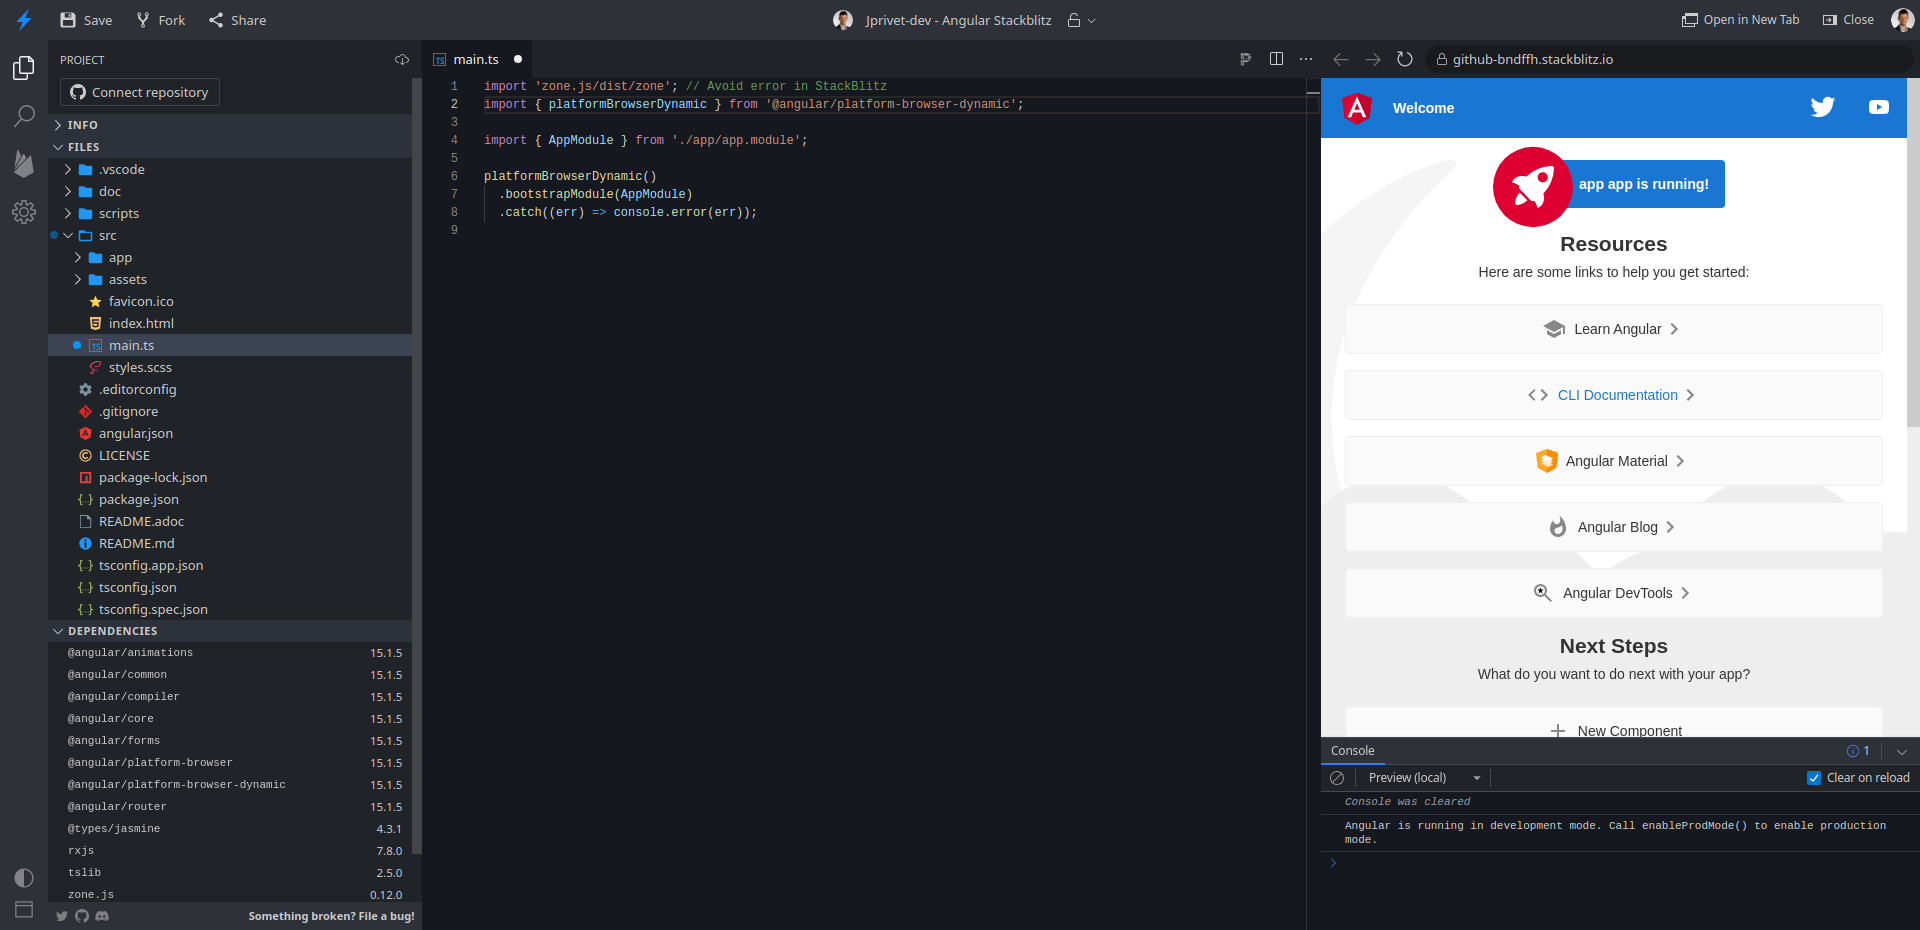 Save Fork Share Jprivet-dev - Angular Stackblitz Open in New Tab Close
PROJECT
Connect repository
INFO
FILES
.vscode
doc
scripts
src
app
assets
favicon.ico
index.html
main.ts
styles.scss
.editorconfig
.gitignore
angular.json
LICENSE
package-lock.json
package.json
README.adoc
README.md
tsconfig.app.json
tsconfig.json
tsconfig.spec.json
DEPENDENCIES
@angular/animations 15.1.5
@angular/common 15.1.5
@angular/compiler 15.1.5
@angular/core 15.1.5
@angular/forms 15.1.5
@angular/platform-browser 15.1.5
@angular/platform-browser-dynamic 15.1.5
@angular/router 15.1.5
@types/jasmine 4.3.1
rxjs 7.8.0
tslib 2.5.0
zone.js 0.12.0
Something broken? File a bug!
TS main.ts
1 import 'zone.js/dist/zone'; // Avoid error in StackBlitz
2 import { platformBrowserDynamic } from '@angular/platform-browser-dynamic';
3
4 import { AppModule } from './app/app.module';
5
6 platformBrowserDynamic()
7 .bootstrapModule(AppModule)
8 .catch((err) => console.error(err));
9
github-bndffh.stackblitz.io
Welcome
app app is running!
Resources
Here are some links to help you get started:
Learn Angular
CLI Documentation
Angular Material
Angular Blog
Angular DevTools
Next Steps
What do you want to do next with your app?
New Component
Console 1
Preview (local) Clear on reload
Console was cleared
Angular is running in development mode. Call enableProdMode() to enable production
mode.